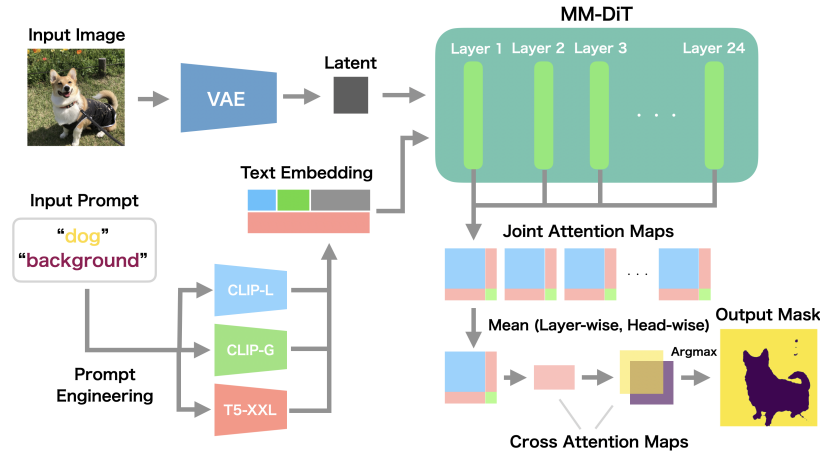 MM-DiT
Input Image
Layer 1
Layer 2
Layer 3
Layer 24
Latent
VAE
. . .
Text Embedding
Input Prompt
“dog”
“background”
Joint Attention Maps
CLIP-L
. . .
Output Mask
Mean (Layer-wise, Head-wise)
CLIP-G
Argmax
Prompt
Engineering
T5-XXL
Cross Attention Maps